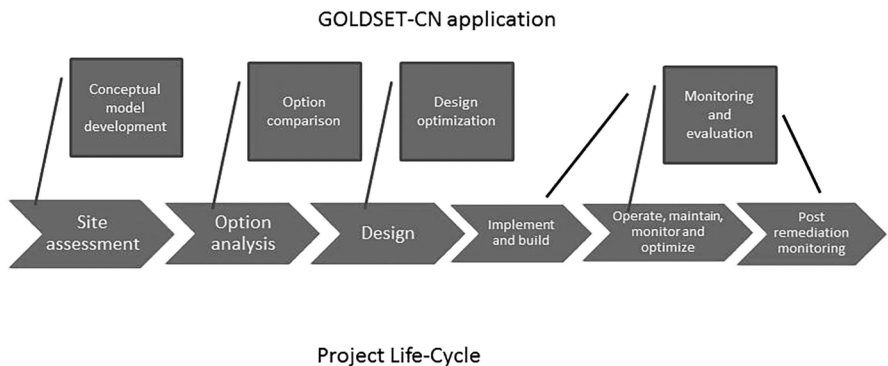 GOLDSET-CN application
Conceptual
model
development
Option
comparison
Design
optimization
Monitoring
and
evaluation
Site
assessment
Option
analysis
Design
Implement
and build
Operate, maintain,
monitor and
optimize
Post
remediation
monitoring
Project Life-Cycle